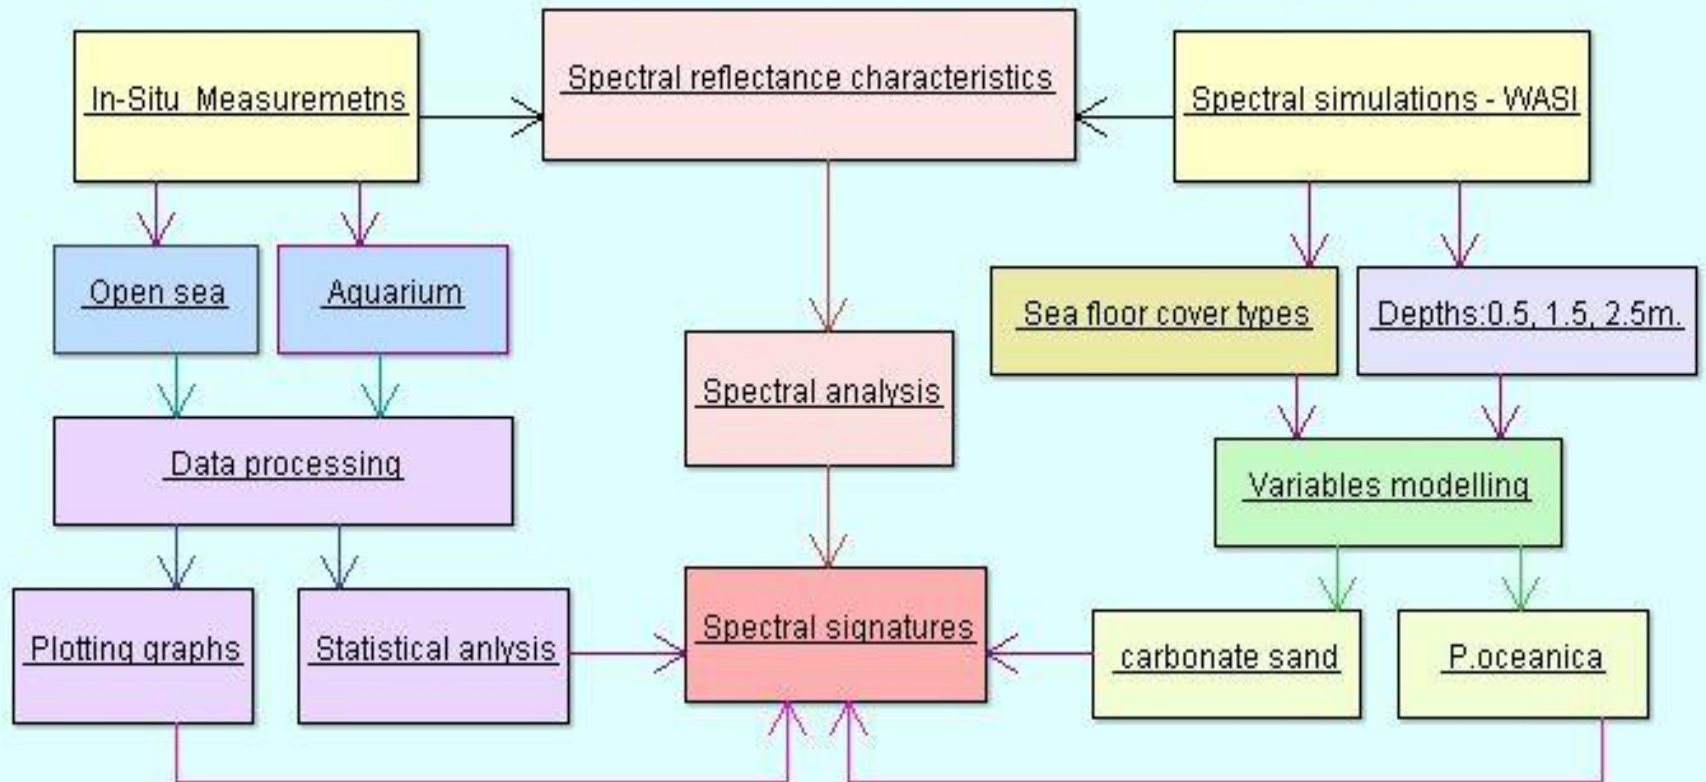 In-Situ Measuremetns
Spectral reflectance characteristics
Spectral simulations - WASI
Open sea
Aquarium
Sea floor cover types
Depths:0.5, 1.5, 2.5m.
Spectral analysis
Data processing
Variables modelling
Plotting graphs
Statistical anlysis
Spectral signatures
carbonate sand
P.oceanica